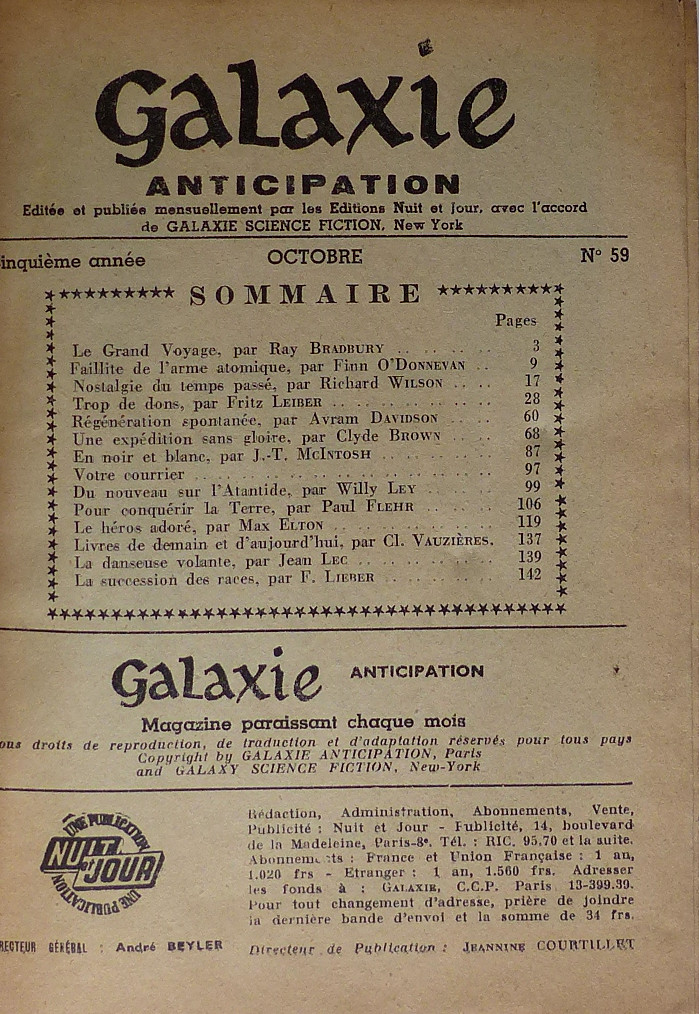 Galaxie
ANTICIPATION
Editée et publiée mensuellement par les Editions Nuit et Jour, avec l'accord
de GALAXIE SCIENCE FICTION, New York
inquième année OCTOBRE N° 59
SOMMAIRE
Pages
Le Grand Voyage, par Ray BRADBURY . . . . . . . 3
Faillite de l'arme atomique, par Finn O'DONNEVAN . . 9
Nostalgie du temps passé, par Richard WILSON . . . . 17
Trop de dons, par Fritz LEIBER . . . . . . . . . . . . . 28
Régénération spontanée, par Avram DAVIDSON . . . . 60
Une expédition sans gloire, par Clyde BROWN . . . . 68
En noir et blanc, par J.-T. MCINTOSH . . . . . . . . . 87
Votre courrier . . . . . . . . . . . . . . . . . . . . . . . 97
Du nouveau sur l'Atantide, par Willy LEY . . . . . . 99
Pour conquérir la Terre, par Paul FLEHR . . . . . . 106
Le héros adoré, par Max ELTON . . . . . . . . . . . . 119
Livres de demain et d'aujourd'hui, par Cl. VAUZIÈRES. 137
La danseuse volante, par Jean LEC . . . . . . . . . . 139
La succession des races, par F. LIEBER . . . . . . . . 142
Galaxie ANTICIPATION
Magazine paraissant chaque mois
ous droits de reproduction, de traduction et d'adaptation réservés pour tous pays
Copyright by GALAXIE ANTICIPATION, Paris
and GALAXY SCIENCE FICTION, New-York
UNE PUBLICATION
NUIT et JOUR
UNE PUBLICATION
Rédaction, Administration, Abonnements, Vente,
Publicité : Nuit et Jour - Publicité, 14, boulevard
de la Madeleine, Paris-8e. Tél. : RIC. 95.70 et la suite.
Abonnements : France et Union Française : 1 an,
1.020 frs - Etranger : 1 an, 1.560 frs. Adresser
les fonds à : GALAXIE, C.C.P. Paris 13-399.39.
Pour tout changement d'adresse, prière de joindre
la dernière bande d'envoi et la somme de 34 frs.
RECTEUR GÉNÉRAL : André BEYLER
Directeur de Publication : JEANNINE COURTILLET